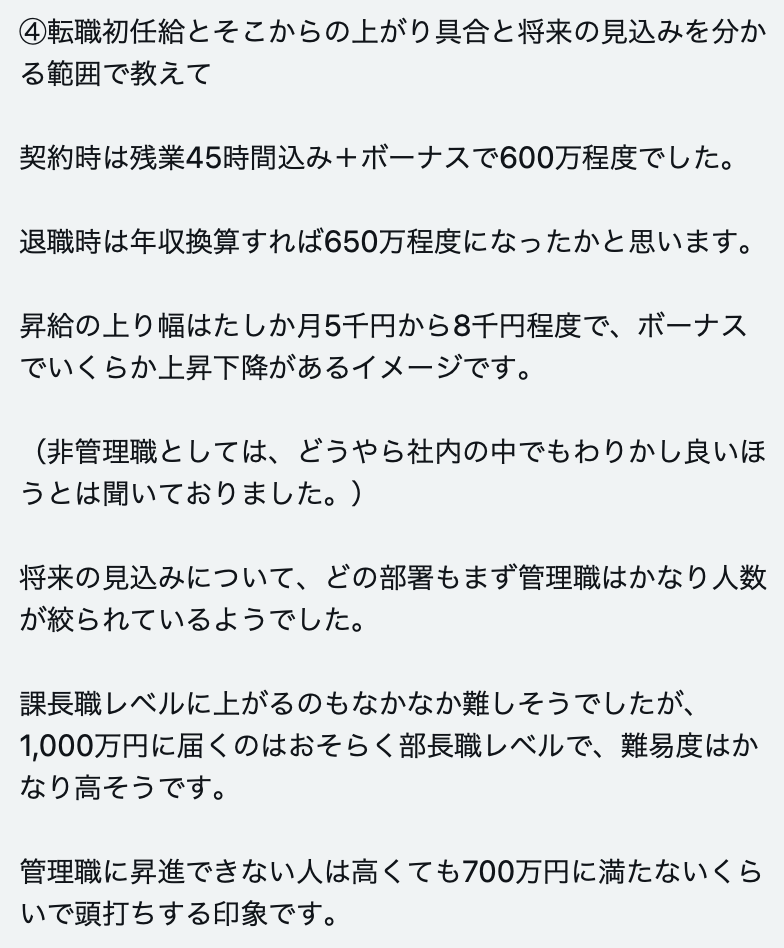 ④転職初任給とそこからの上がり具合と将来の見込みを分か
る範囲で教えて
契約時は残業45時間込み＋ボーナスで600万程度でした。
退職時は年収換算すれば650万程度になったかと思います。
昇給の上り幅はたしか月5千円から8千円程度で、ボーナス
でいくらか上昇下降があるイメージです。
（非管理職としては、どうやら社内の中でもわりかし良いほ
うとは聞いておりました。）
将来の見込みについて、どの部署もまず管理職はかなり人数
が絞られているようでした。
課長職レベルに上がるのもなかなか難しそうでしたが、
1,000万円に届くのはおそらく部長職レベルで、難易度はか
なり高そうです。
管理職に昇進できない人は高くても700万円に満たないくら
いで頭打ちする印象です。